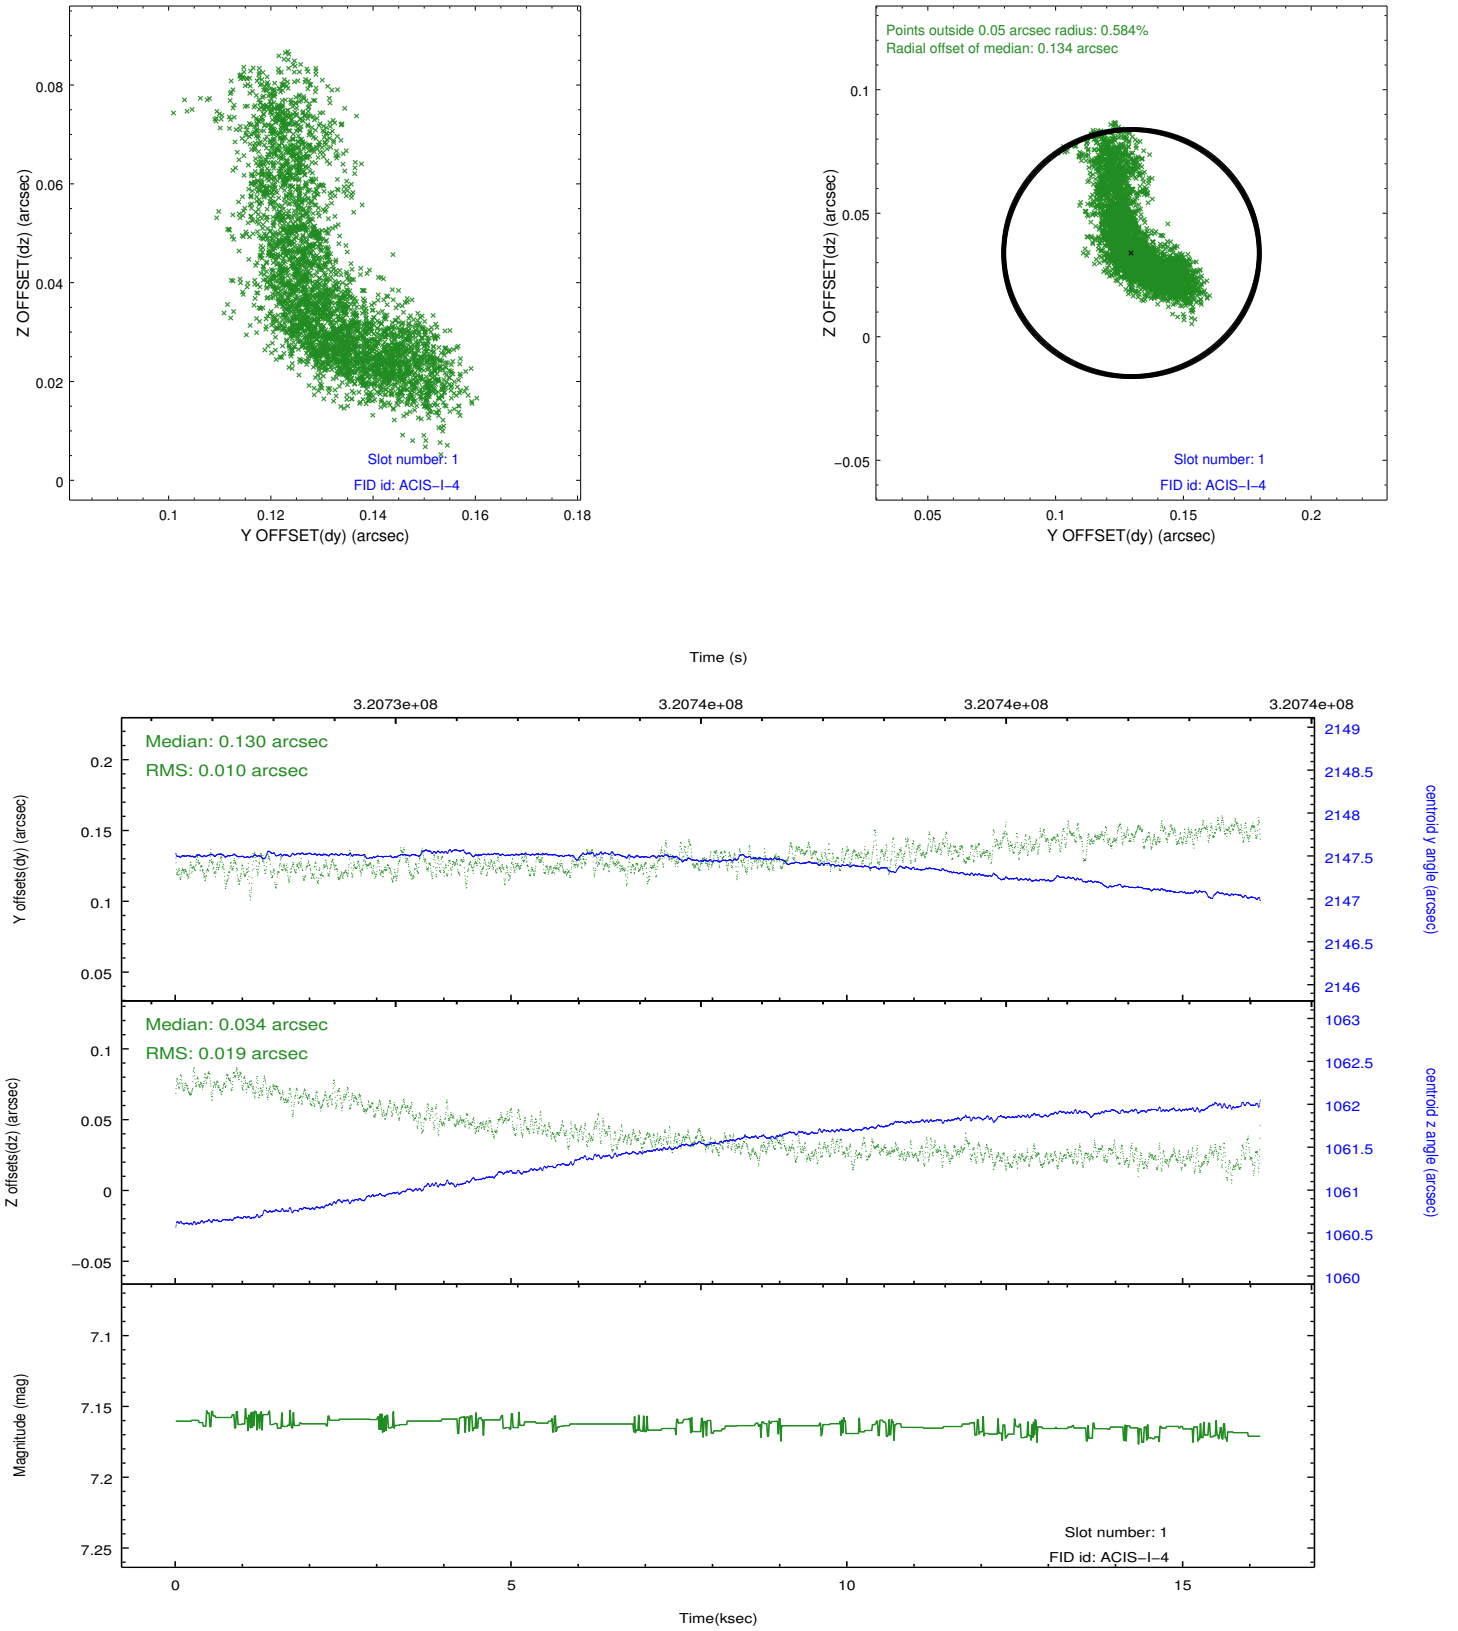 0.08
0.06
0.04
0.02
0
Z OFFSET(dz) (arcsec)
Slot number: 1
FID id: ACIS−I−4
0.1
0.12
0.14
0.16
0.18
Y OFFSET(dy) (arcsec)
Points outside 0.05 arcsec radius: 0.584%
Radial offset of median: 0.134 arcsec
0.1
0.05
0
−0.05
Z OFFSET(dz) (arcsec)
Slot number: 1
FID id: ACIS−I−4
0.05
0.1
0.15
0.2
Y OFFSET(dy) (arcsec)
Time (s)
3.2073e+08
3.2074e+08
3.2074e+08
3.2074e+08
Median: 0.130 arcsec
RMS: 0.010 arcsec
0.2
0.15
0.1
0.05
Y offsets(dy) (arcsec)
2149
2148.5
2148
2147.5
2147
2146.5
2146
centroid y angle (arcsec)
Median: 0.034 arcsec
RMS: 0.019 arcsec
0.1
0.05
0
−0.05
Z offsets(dz) (arcsec)
1063
1062.5
1062
1061.5
1061
1060.5
1060
centroid z angle (arcsec)
7.1
7.15
7.2
7.25
Magnitude (mag)
Slot number: 1
FID id: ACIS−I−4
0
5
10
15
Time(ksec)